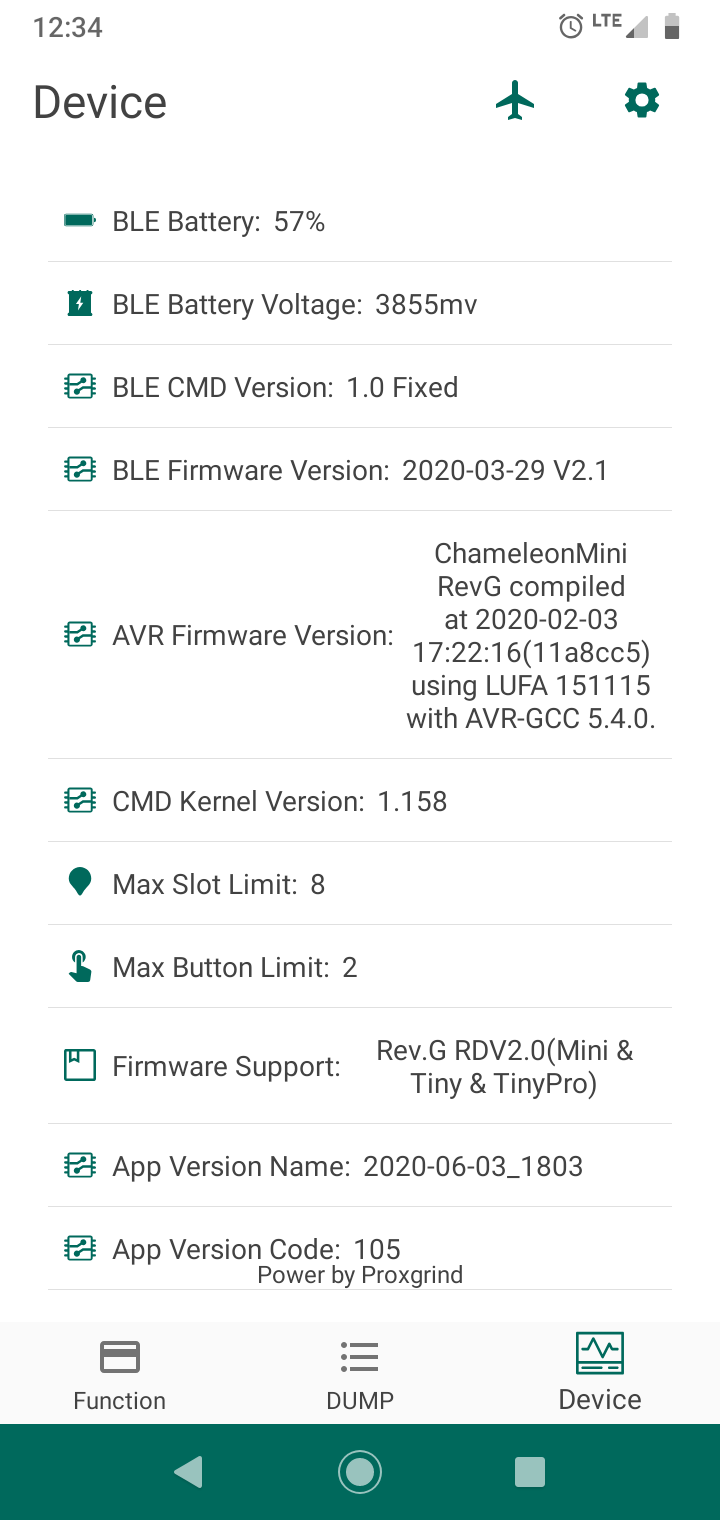 12:34
LTE
Device
BLE Battery: 57%
BLE Battery Voltage: 3855mv
BLE CMD Version: 1.0 Fixed
BLE Firmware Version: 2020-03-29 V2.1
AVR Firmware Version:
ChameleonMini
RevG compiled
at 2020-02-03
17:22:16(11a8cc5)
using LUFA 151115
with AVR-GCC 5.4.0.
CMD Kernel Version: 1.158
Max Slot Limit: 8
Max Button Limit: 2
Firmware Support:
Rev.G RDV2.0(Mini &
Tiny & TinyPro)
App Version Name: 2020-06-03_1803
App Version Code: 105
Power by Proxgrind
Function
DUMP
Device